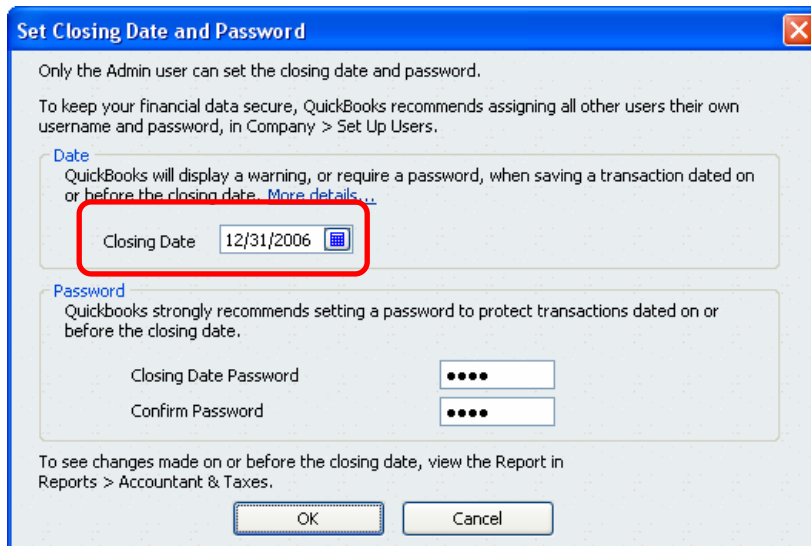 Set Closing Date and Password
Only the Admin user can set the closing date and password.
To keep your financial data secure, QuickBooks recommends assigning all other users their own
username and password, in Company > Set Up Users.
Date
QuickBooks will display a warning, or require a password, when saving a transaction dated on
or before the closing date. More details...
Closing Date 12/31/2006
Password
Quickbooks strongly recommends setting a password to protect transactions dated on or
before the closing date.
Closing Date Password ••••
Confirm Password ••••
To see changes made on or before the closing date, view the Report in
Reports > Accountant & Taxes.
OK Cancel